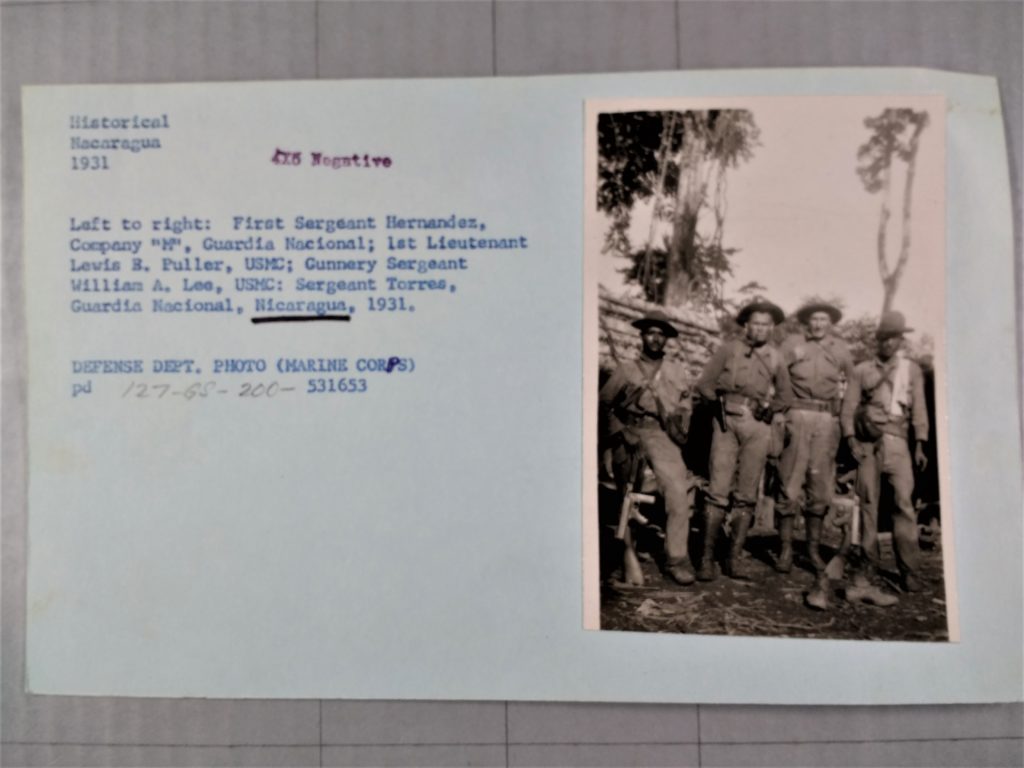 Historical
Nacaragua
1931
4X5 Negative
Left to right: First Sergeant Hernandez,
Company "M", Guardia Nacional; 1st Lieutenant
Lewis B. Puller, USMC; Gunnery Sergeant
William A. Lee, USMC: Sergeant Torres,
Guardia Nacional, Nicaragua, 1931.
DEFENSE DEPT. PHOTO (MARINE CORPS)
pd 127-GS-200- 531653